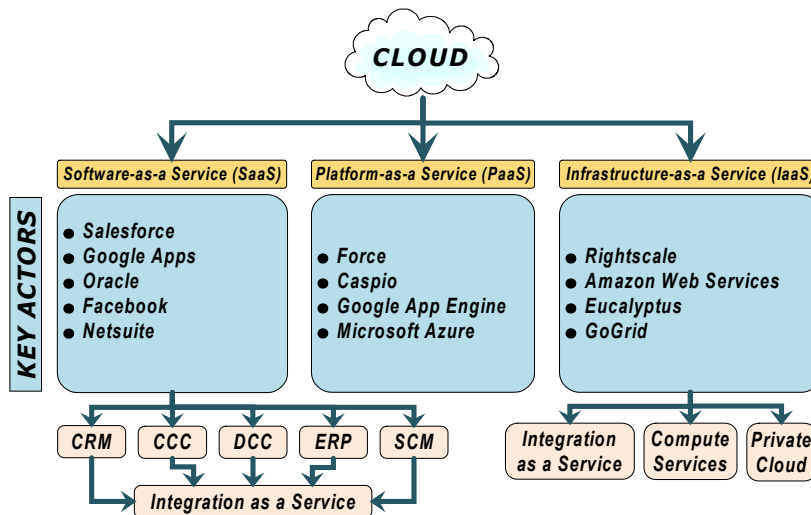 CLOUD
Software-as-a Service (SaaS)
Platform-as-a Service (PaaS)
Infrastructure-as-a Service (IaaS)
KEY ACTORS
Salesforce
Google Apps
Oracle
Facebook
Netsuite
Force
Caspio
Google App Engine
Microsoft Azure
Rightscale
Amazon Web Services
Eucalyptus
GoGrid
CRM
CCC
DCC
ERP
SCM
Integration as a Service
Integration
as a Service
Compute
Services
Private
Cloud